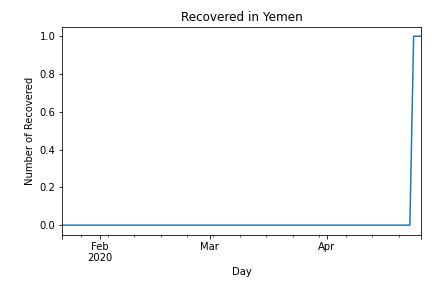 Recovered in Yemen
1.0
0.8
0.6
0.4
0.2
0.0
Number of Recovered
Feb
2020
Mar
Apr
Day